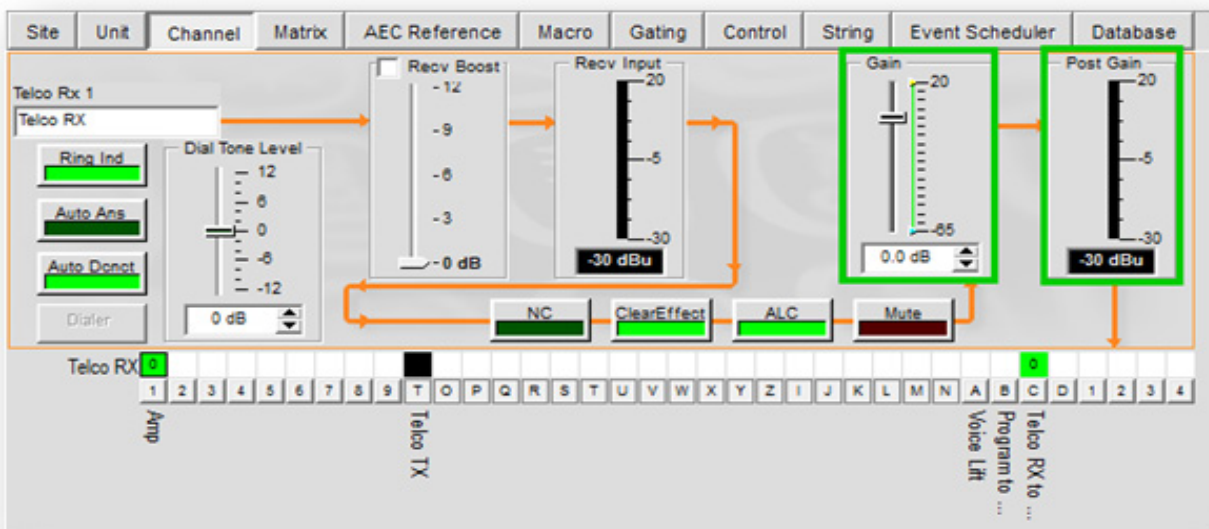 Site Unit Channel Matrix AEC Reference Macro Gating Control String Event Scheduler Database
Telco Rx 1
Telco RX
Ring Ind
Auto Ans
Auto Dcnct
Dialer
Dial Tone Level
12
6
0
-6
-12
0 dB
Recv Boost
- 12
- 9
- 6
- 3
- 0 dB
Recv Input
20
-5
-30
-30 dBu
NC
ClearEffect
ALC
Mute
Gain
20
-65
0.0 dB
Post Gain
20
-5
-30
-30 dBu
Telco RX 0 0
1 2 3 4 5 6 7 8 9 T O P Q R S T U V W X Y Z I J K L M N A B C D 1 2 3 4
Amp
Telco TX
Voice Lift
Program to ...
Telco RX to ...